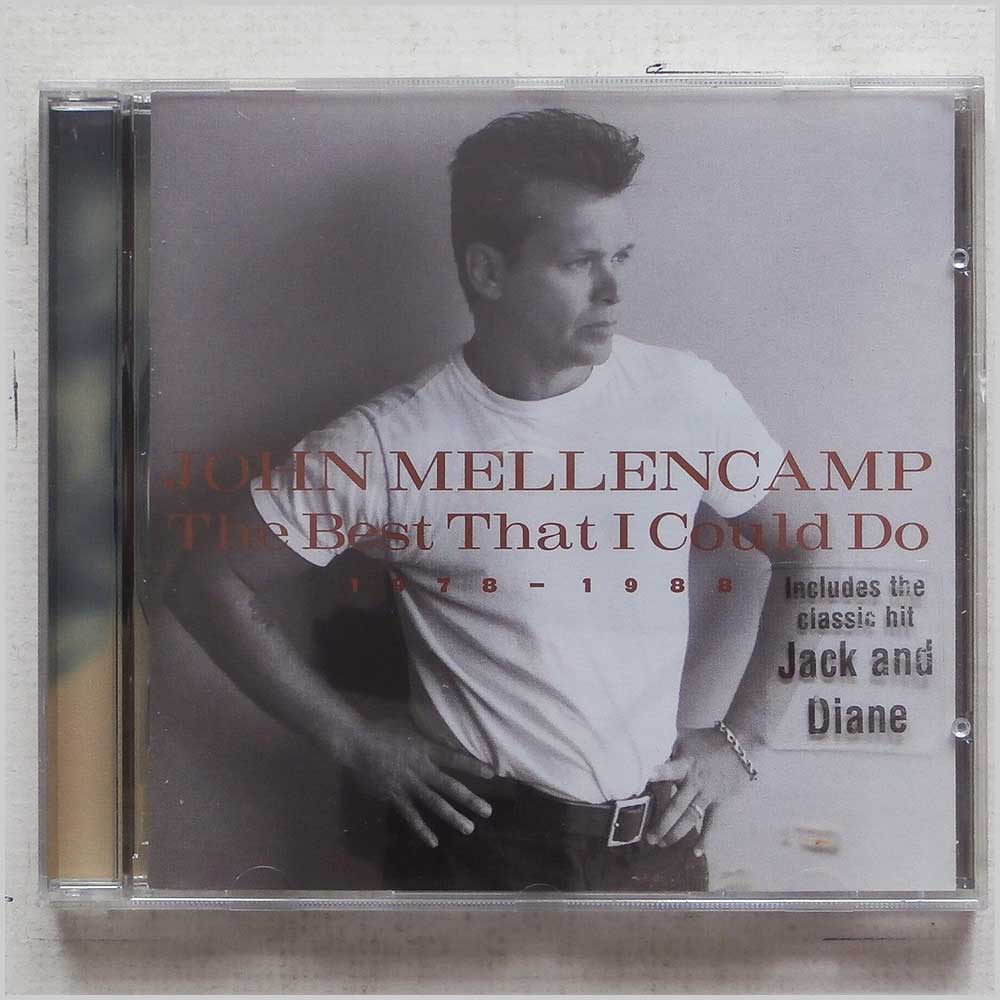 JOHN MELLENCAMP
The Best That I Could Do
1978 - 1988
Includes the
classic hit
Jack and
Diane